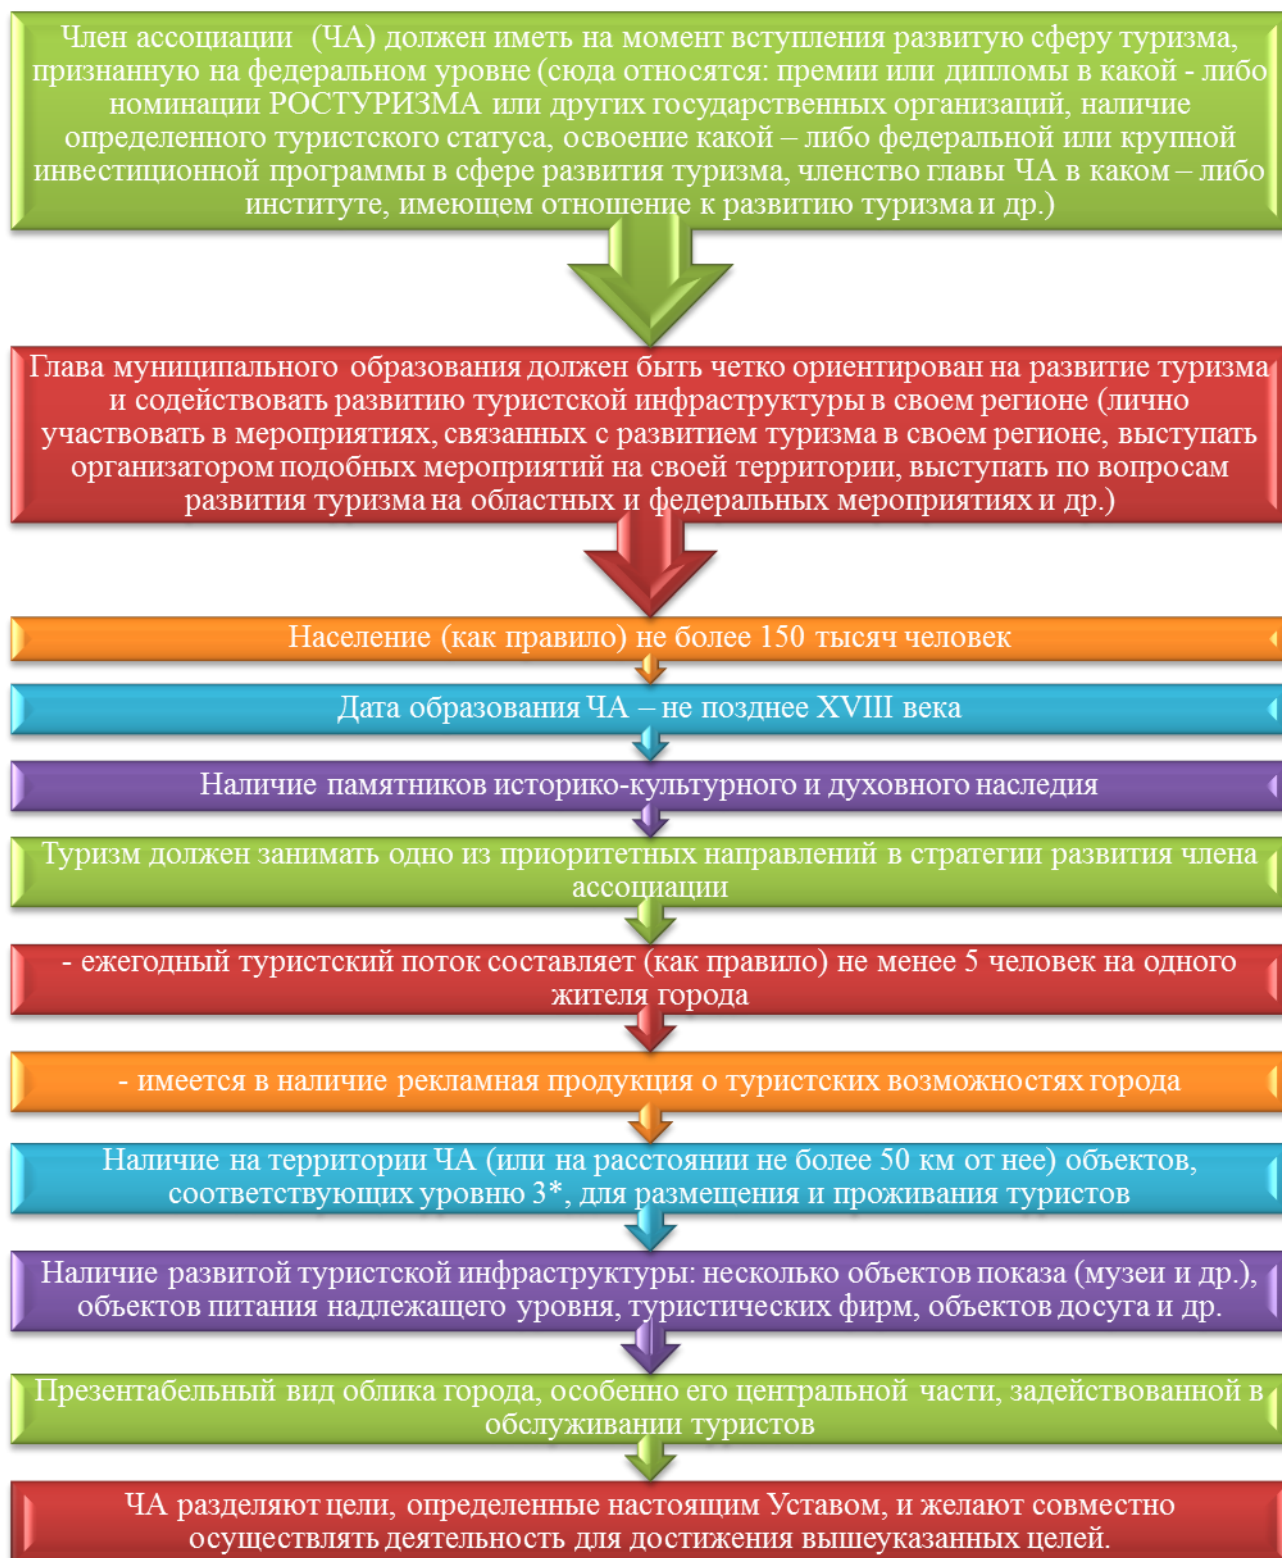 Член ассоциации (ЧА) должен иметь на момент вступления развитую сферу туризма,
признанную на федеральном уровне (сюда относятся: премии или дипломы в какой - либо
номинации РОСТУРИЗМА или других государственных организаций, наличие
определенного туристского статуса, освоение какой – либо федеральной или крупной
инвестиционной программы в сфере развития туризма, членство главы ЧА в каком – либо
институте, имеющем отношение к развитию туризма и др.)
Глава муниципального образования должен быть четко ориентирован на развитие туризма
и содействовать развитию туристской инфраструктуры в своем регионе (лично
участвовать в мероприятиях, связанных с развитием туризма в своем регионе, выступать
организатором подобных мероприятий на своей территории, выступать по вопросам
развития туризма на областных и федеральных мероприятиях и др.)
Население (как правило) не более 150 тысяч человек
Дата образования ЧА – не позднее XVIII века
Наличие памятников историко-культурного и духовного наследия
Туризм должен занимать одно из приоритетных направлений в стратегии развития члена
ассоциации
- ежегодный туристский поток составляет (как правило) не менее 5 человек на одного
жителя города
- имеется в наличие рекламная продукция о туристских возможностях города
Наличие на территории ЧА (или на расстоянии не более 50 км от нее) объектов,
соответствующих уровню 3*, для размещения и проживания туристов
Наличие развитой туристской инфраструктуры: несколько объектов показа (музеи и др.),
объектов питания надлежащего уровня, туристических фирм, объектов досуга и др.
Презентабельный вид облика города, особенно его центральной части, задействованной в
обслуживании туристов
ЧА разделяют цели, определенные настоящим Уставом, и желают совместно
осуществлять деятельность для достижения вышеуказанных целей.